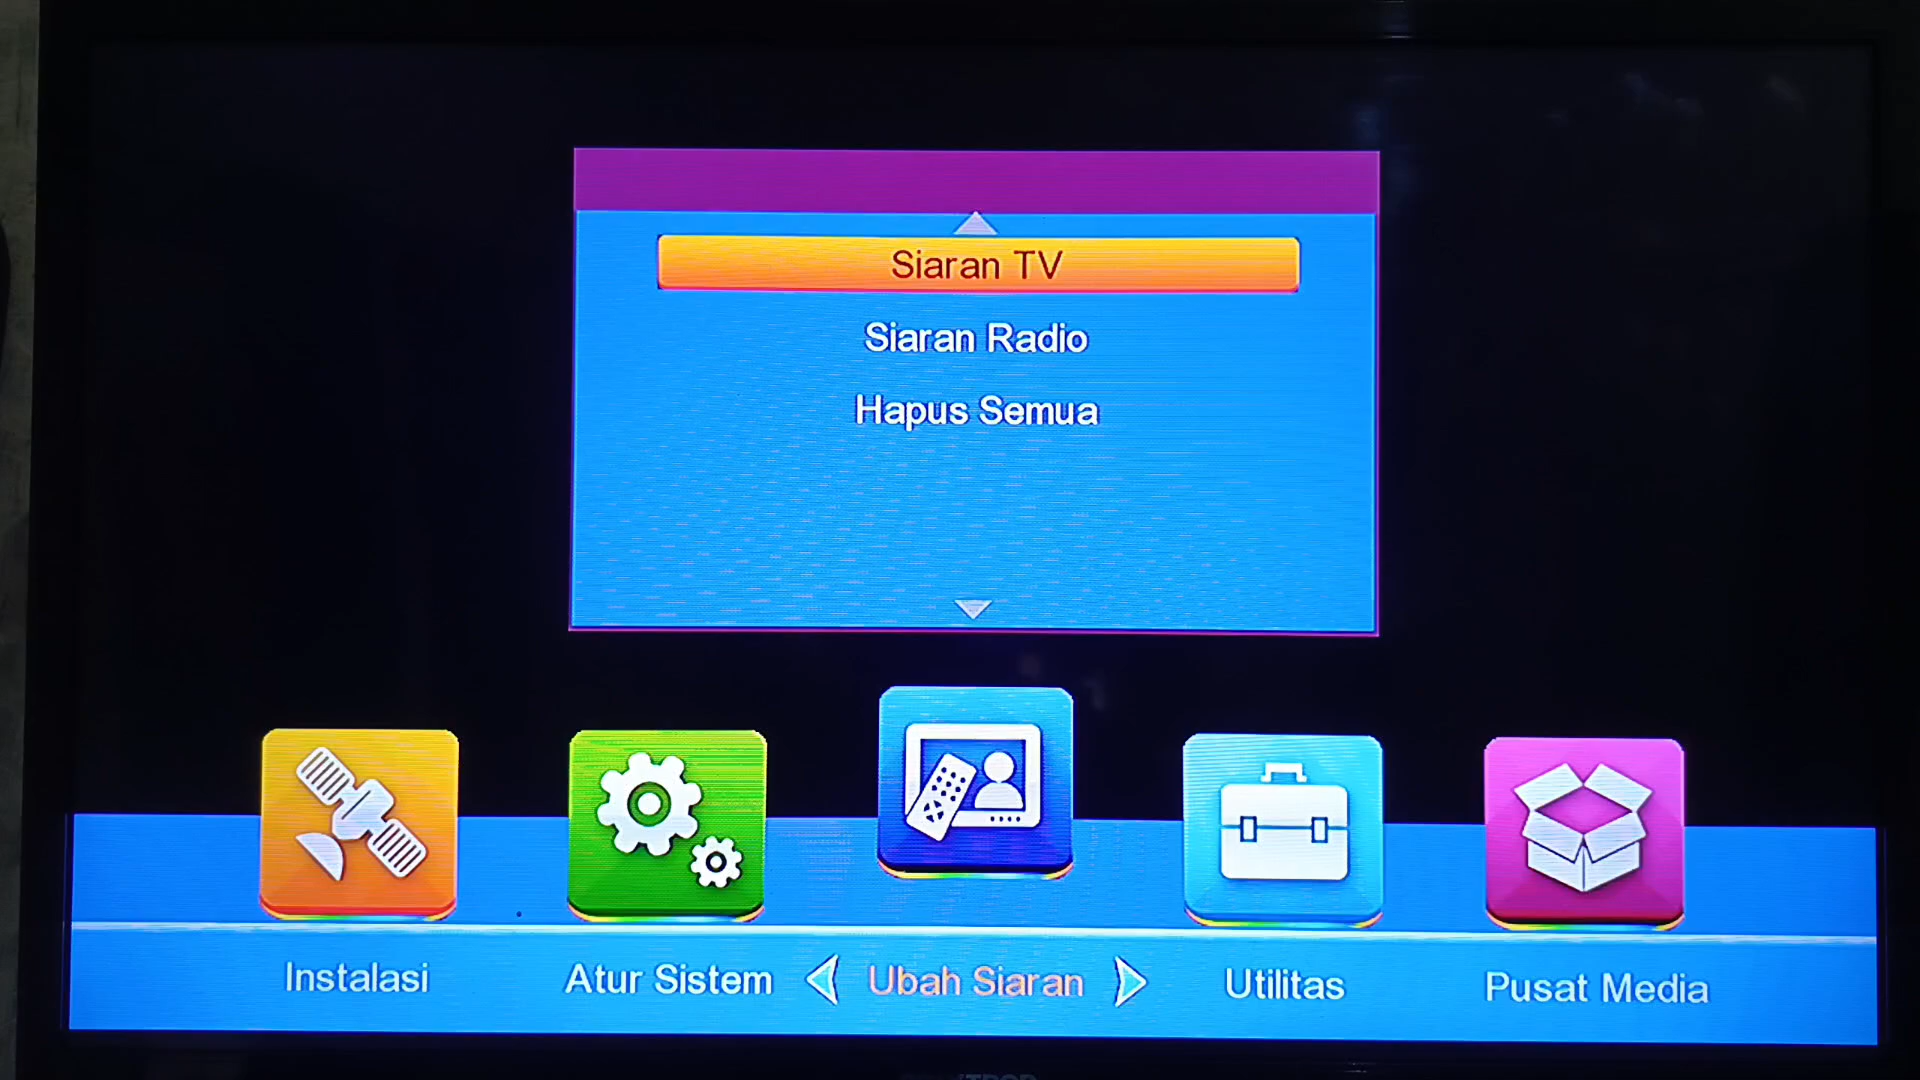 Siaran TV
Siaran Radio
Hapus Semua
Instalasi
Atur Sistem
Ubah Siaran
Utilitas
Pusat Media